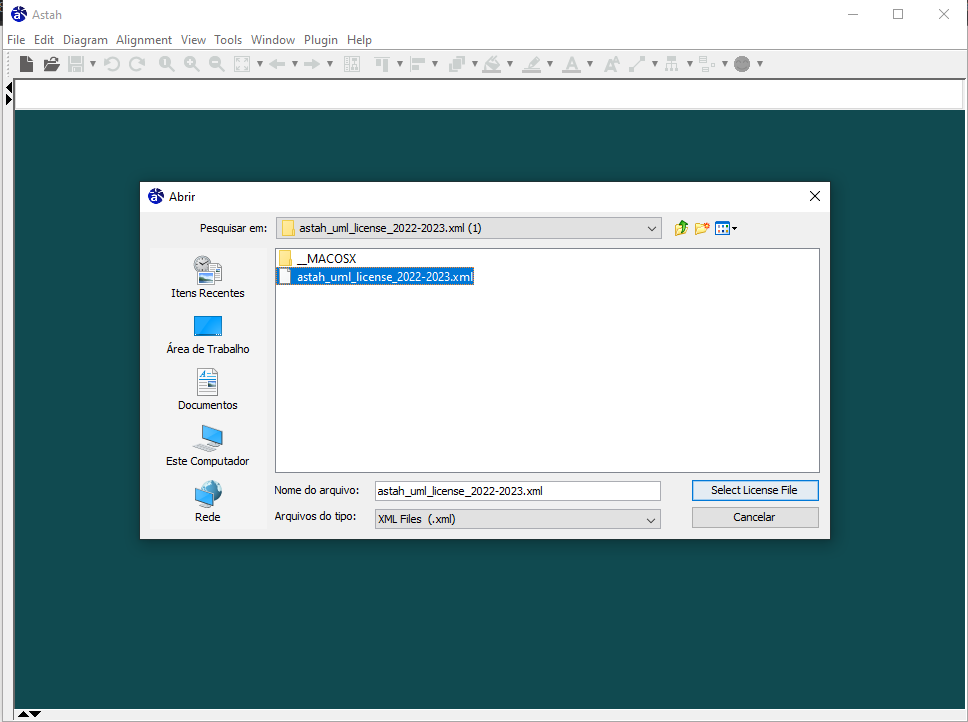 Astah
File Edit Diagram Alignment View Tools Window Plugin Help
Abrir
Pesquisar em: astah_uml_license_2022-2023.xml (1)
__MACOSX
astah_uml_license_2022-2023.xml
Itens Recentes
Área de Trabalho
Documentos
Este Computador
Rede
Nome do arquivo: astah_uml_license_2022-2023.xml Select License File
Arquivos do tipo: XML Files (.xml) Cancelar